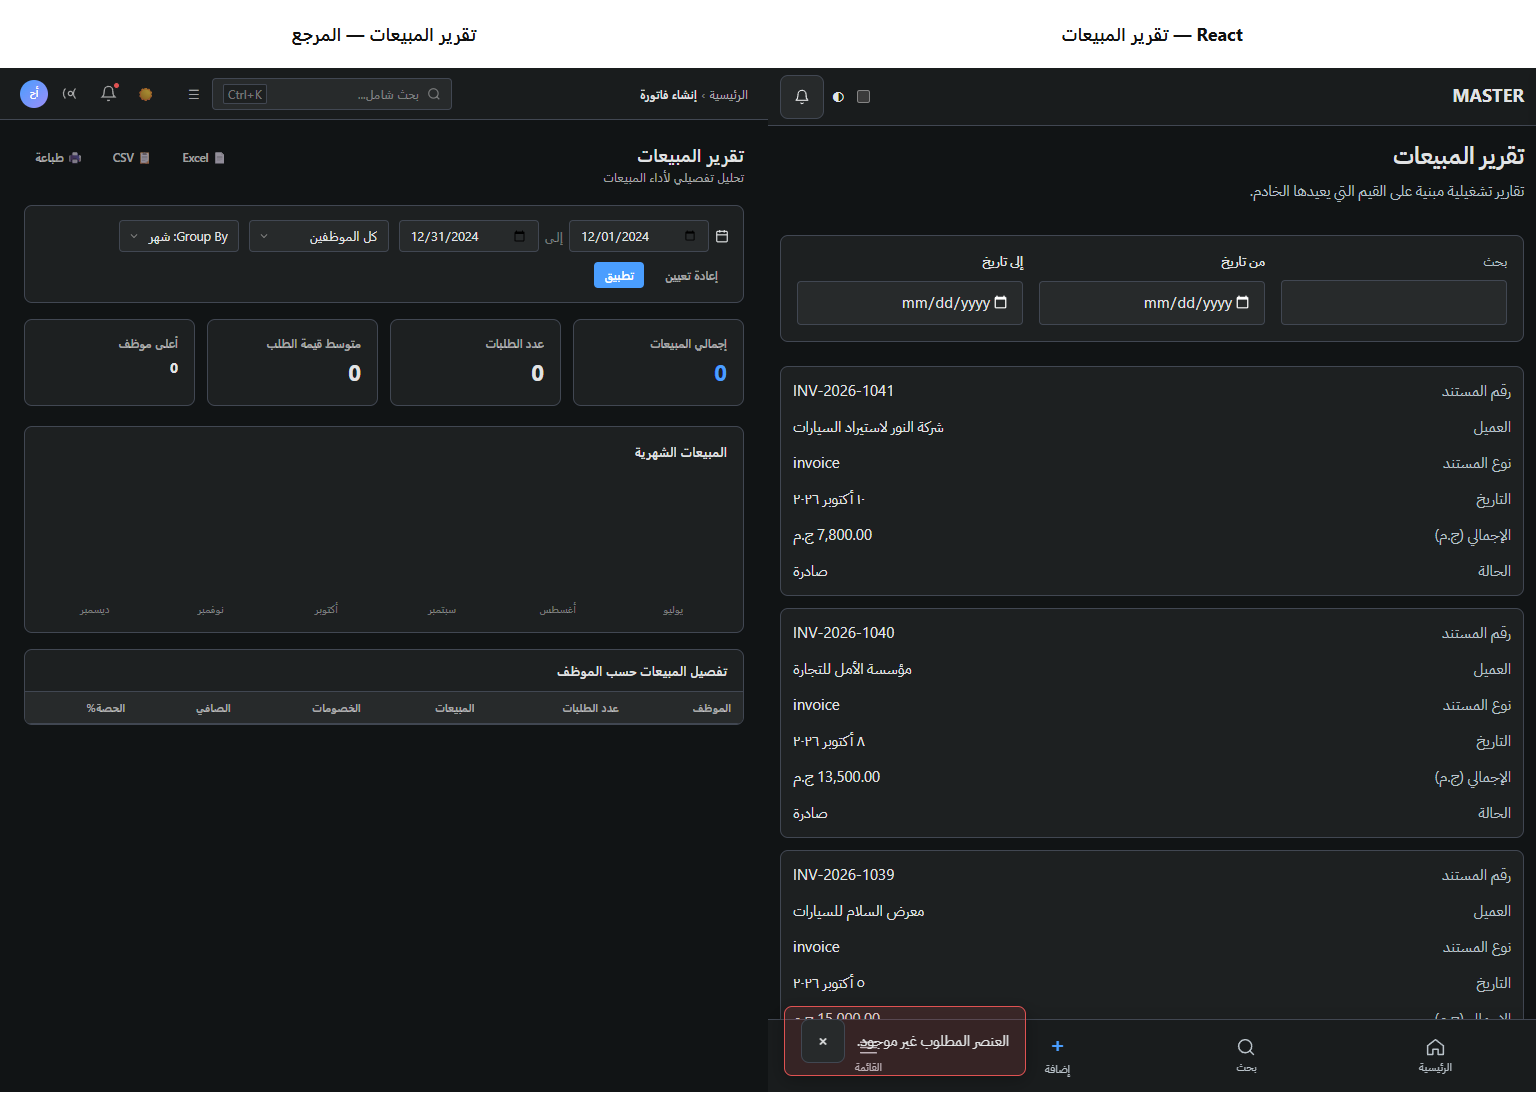 React — تقرير المبيعات
MASTER
تقرير المبيعات
تقارير تشغيلية مبنية على القيم التي يعيدها الخادم.
بحث
من تاريخ
إلى تاريخ
mm/dd/yyyy
mm/dd/yyyy
رقم المستند INV-2026-1041
العميل شركة النور لاستيراد السيارات
نوع المستند invoice
التاريخ ١٠ أكتوبر ٢٠٢٦
الإجمالي (ج.م) 7,800.00 ج.م
الحالة صادرة
رقم المستند INV-2026-1040
العميل مؤسسة الأمل للتجارة
نوع المستند invoice
التاريخ ٨ أكتوبر ٢٠٢٦
الإجمالي (ج.م) 13,500.00 ج.م
الحالة صادرة
رقم المستند INV-2026-1039
العميل معرض السلام للسيارات
نوع المستند invoice
التاريخ ٥ أكتوبر ٢٠٢٦
الإجمالي (ج.م) 15,000.00 ج.م
العنصر المطلوب غير موجود.
×
الرئيسية
بحث
+
إضافة
القائمة
تقرير المبيعات — المرجع
الرئيسية › إنشاء فاتورة
بحث شامل... Ctrl+K
أح
تقرير المبيعات
تحليل تفصيلي لأداء المبيعات
Excel
CSV
طباعة
12/01/2024 إلى 12/31/2024
كل الموظفين
Group By: شهر
إعادة تعيين
تطبيق
إجمالي المبيعات
0
عدد الطلبات
0
متوسط قيمة الطلب
0
أعلى موظف
0
المبيعات الشهرية
يوليو أغسطس سبتمبر أكتوبر نوفمبر ديسمبر
تفصيل المبيعات حسب الموظف
الموظف عدد الطلبات المبيعات الخصومات الصافي الحصة%